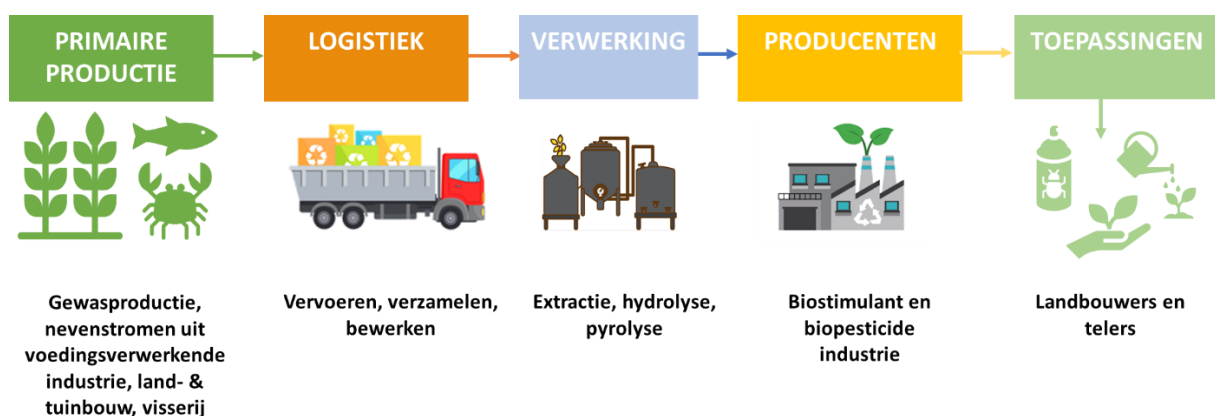 PRIMAIRE
PRODUCTIE
LOGISTIEK
VERWERKING
PRODUCENTEN
TOEPASSINGEN
Gewasproductie,
nevenstromen uit
voedingsverwerkende
industrie, land- &
tuinbouw, visserij
Vervoeren, verzamelen,
bewerken
Extractie, hydrolyse,
pyrolyse
Biostimulant en
biopesticide
industrie
Landbouwers en
telers